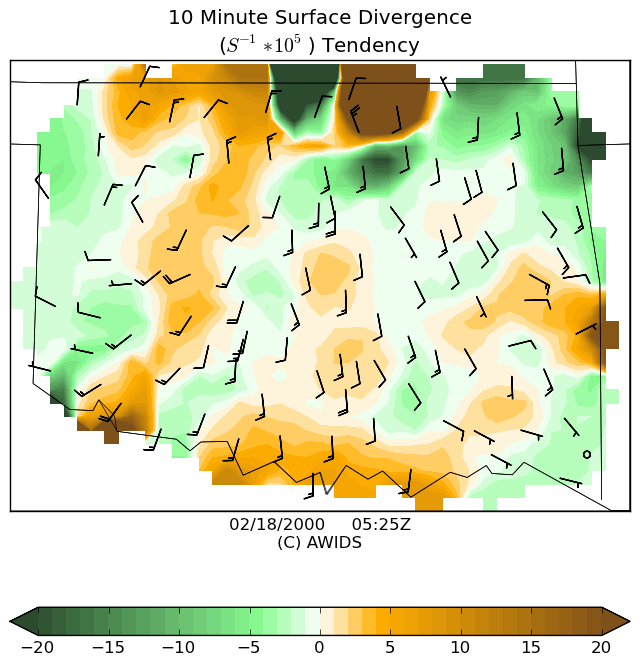 10 Minute Surface Divergence
(S⁻¹ ∗ 10⁵ ) Tendency
02/18/2000 05:25Z
(C) AWIDS
−20 −15 −10 −5 0 5 10 15 20